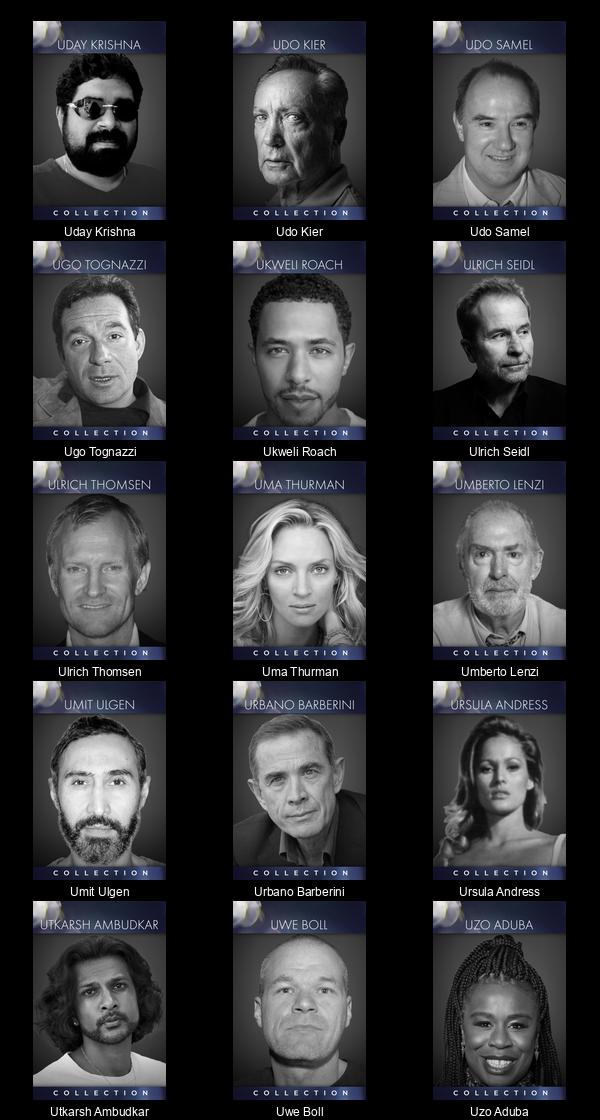 UDAY KRISHNA
UDO KIER
UDO SAMEL
COLLECTION
COLLECTION
COLLECTION
Uday Krishna
Udo Kier
Udo Samel
UGO TOGNAZZI
UKWELI ROACH
ULRICH SEIDL
COLLECTION
COLLECTION
COLLECTION
Ugo Tognazzi
Ukweli Roach
Ulrich Seidl
ULRICH THOMSEN
UMA THURMAN
UMBERTO LENZI
COLLECTION
COLLECTION
COLLECTION
Ulrich Thomsen
Uma Thurman
Umberto Lenzi
UMIT ULGEN
URBANO BARBERINI
URSULA ANDRESS
COLLECTION
COLLECTION
COLLECTION
Umit Ulgen
Urbano Barberini
Ursula Andress
UTKARSH AMBUDKAR
UWE BOLL
UZO ADUBA
COLLECTION
COLLECTION
COLLECTION
Utkarsh Ambudkar
Uwe Boll
Uzo Aduba